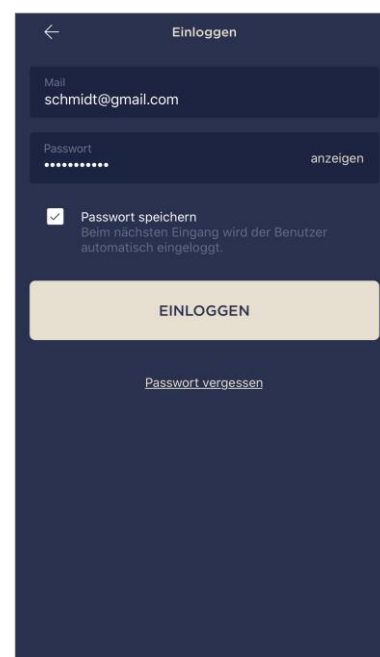 Einloggen
Mail
schmidt@gmail.com
Passwort
•••••••••••
anzeigen
Passwort speichern
Beim nächsten Eingang wird der Benutzer
automatisch eingeloggt.
EINLOGGEN
Passwort vergessen